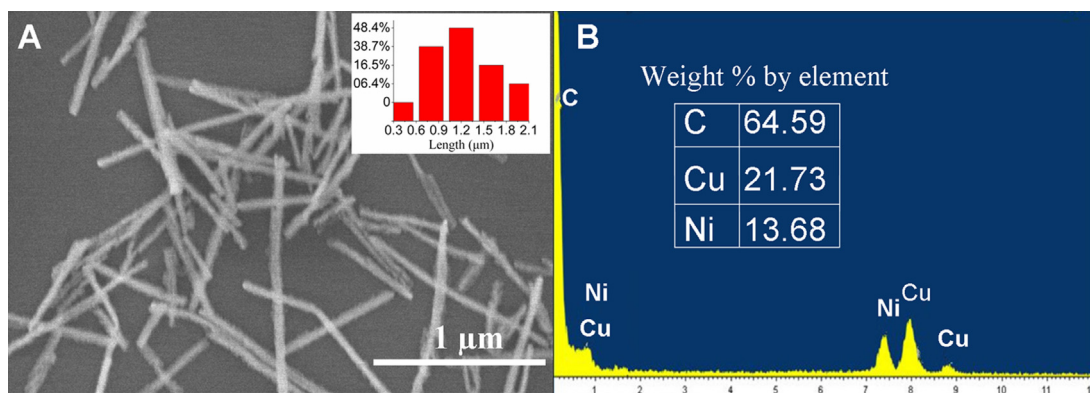 A
48.4%
38.7%
16.5%
06.4%
0
0.3 0.6 0.9 1.2 1.5 1.8 2.1
Length (µm)
1 µm
B
C
Weight % by element
C 64.59
Cu 21.73
Ni 13.68
Ni
Cu
Ni
Cu
Cu
1 2 3 4 5 6 7 8 9 10 11